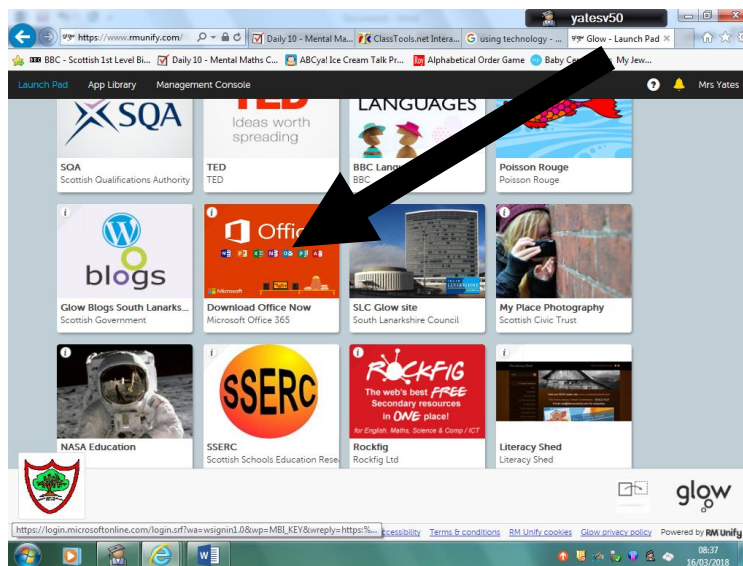 yatesv50
https://www.rmunify.com/
Daily 10 - Mental Ma...
ClassTools.net Intera...
using technology - ...
Glow - Launch Pad
BBC - Scottish 1st Level Bi...
Daily 10 - Mental Maths C...
ABCya! Ice Cream Talk Pr...
Alphabetical Order Game
Baby
My Jew...
Launch Pad
App Library
Management Console
Mrs Yates
SQA
TED
Ideas worth
spreading
LANGUAGES
SQA
Scottish Qualifications Authority
TED
TED
BBC
BBC
Poisson Rouge
Poisson Rouge
blogs
Microsoft
Glow Blogs South Lanarks...
Scottish Government
Download Office Now
Microsoft Office 365
SLC Glow site
South Lanarkshire Council
My Place Photography
Scottish Civic Trust
SSERC
ROCKFIG
The web's best FREE
Secondary resources
in ONE place!
for English, Maths, Science & Comp / ICT
NASA Education
SSERC
Scottish Schools Education Rese
Rockfig
Rockfig Ltd
Literacy Shed
Literacy Shed
glow
https://login.microsoftonline.com/login.srf?wa=wsignin1.0&wp=MBI_KEY&wreply=https:%...
Terms & conditions
RM Unify cookies
Glow privacy policy
Powered by RM Unify
08:37
16/03/2018